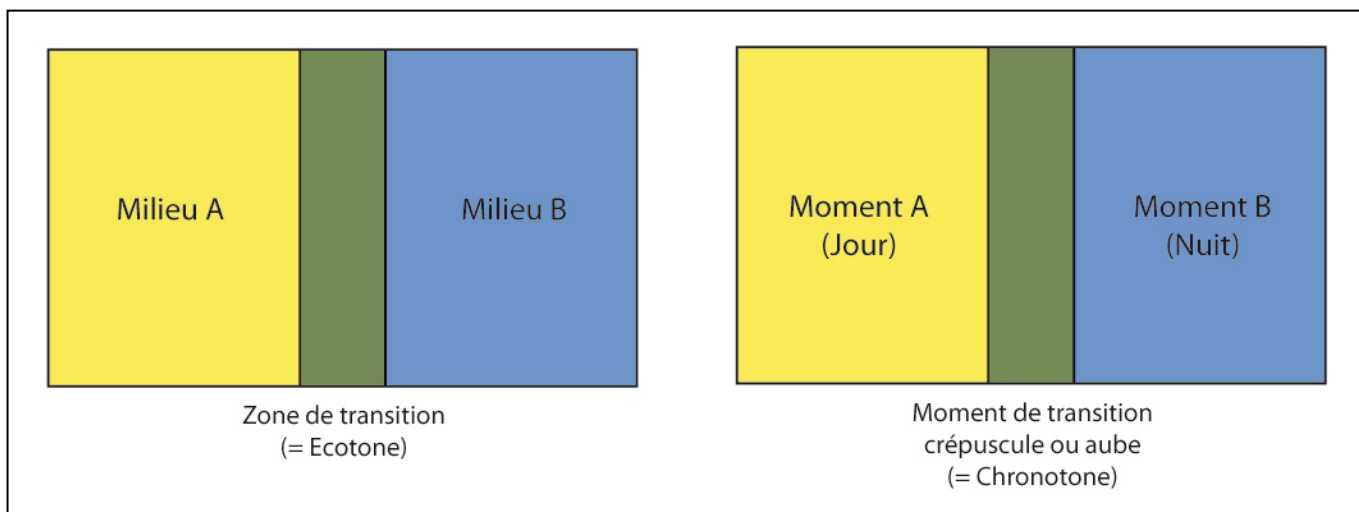 Milieu A
Milieu B
Zone de transition
(= Ecotone)
Moment A
(Jour)
Moment B
(Nuit)
Moment de transition
crépuscule ou aube
(= Chronotone)